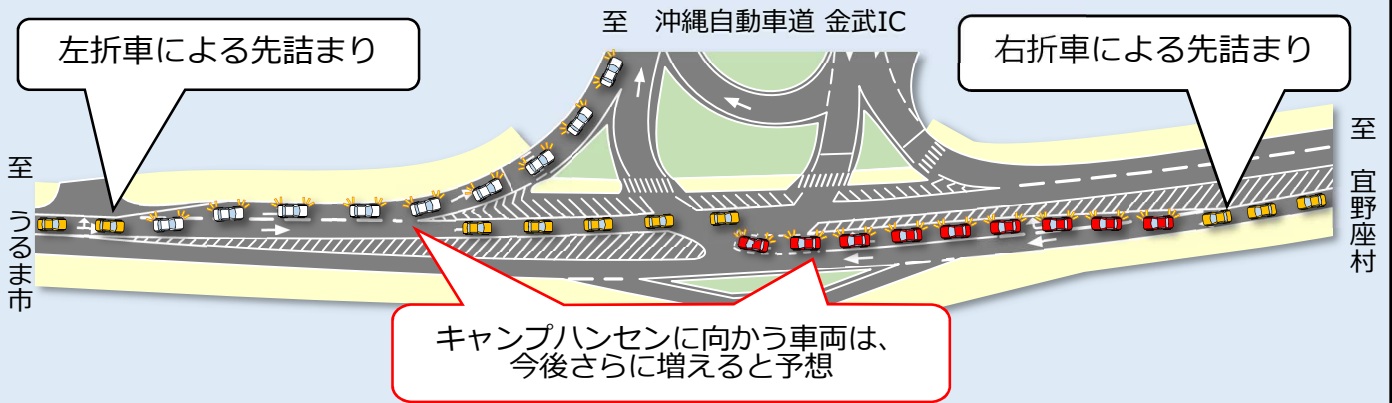 至　沖縄自動車道 金武IC
左折車による先詰まり
右折車による先詰まり
至　うるま市
至　宜野座村
キャンプハンセンに向かう車両は、
今後さらに増えると予想